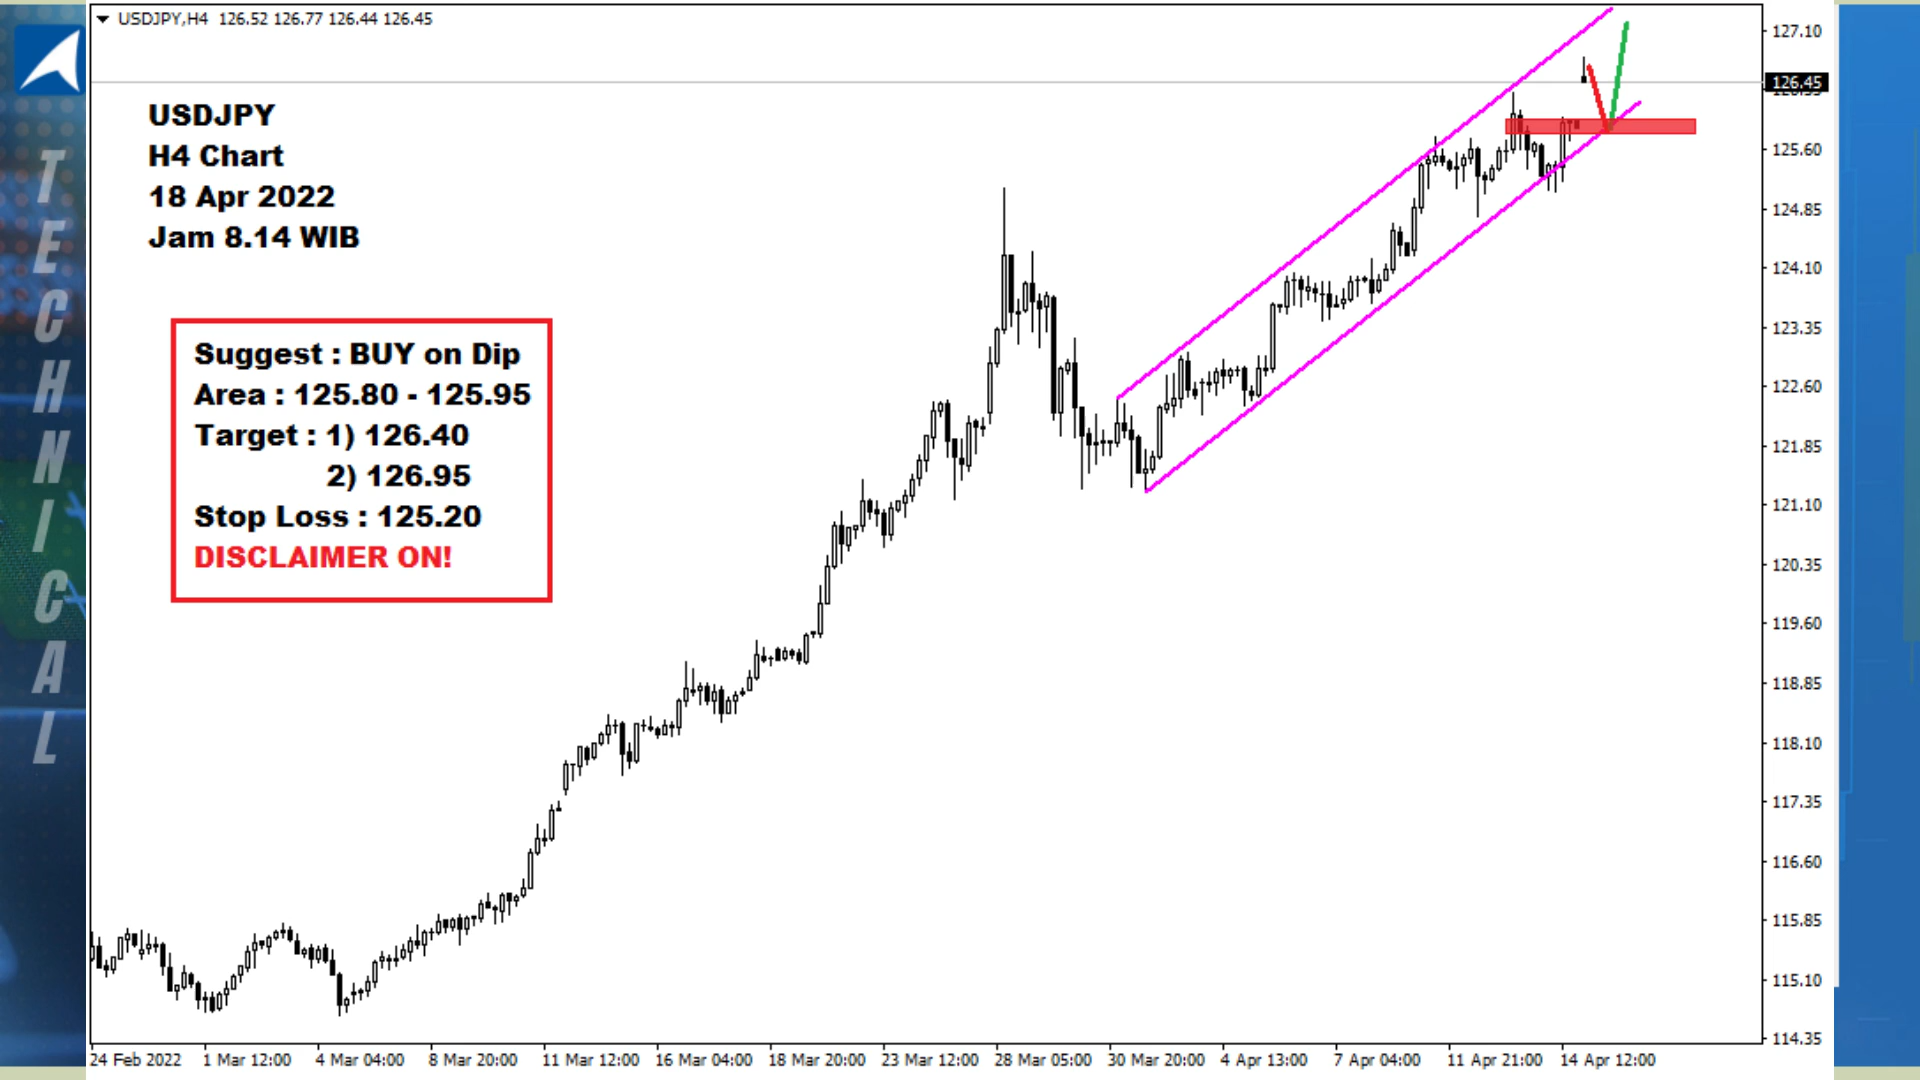 USDJPY,H4 126.52 126.77 126.44 126.45
USDJPY
H4 Chart
18 Apr 2022
Jam 8.14 WIB
Suggest : BUY on Dip
Area : 125.80 - 125.95
Target : 1) 126.40
2) 126.95
Stop Loss : 125.20
DISCLAIMER ON!
TECHNICAL
127.10
126.45
125.60
124.85
124.10
123.35
122.60
121.85
121.10
120.35
119.60
118.85
118.10
117.35
116.60
115.85
115.10
114.35
24 Feb 2022 1 Mar 12:00 4 Mar 04:00 8 Mar 20:00 11 Mar 12:00 16 Mar 04:00 18 Mar 20:00 23 Mar 12:00 28 Mar 05:00 30 Mar 20:00 4 Apr 13:00 7 Apr 04:00 11 Apr 21:00 14 Apr 12:00